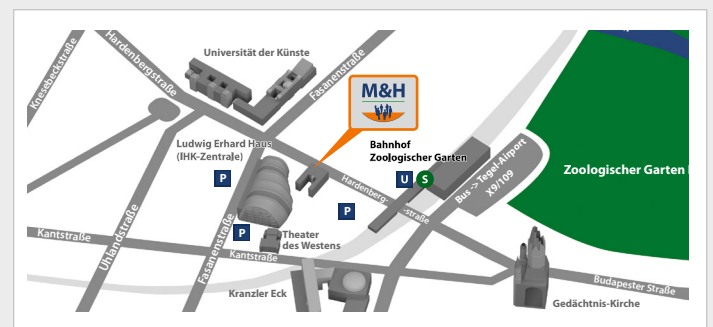 Knesebeckstraße
Hardenbergstraße
Universität der Künste
Fasanenstraße
M&H
Ludwig Erhard Haus
(IHK-Zentrale)
Bahnhof
Zoologischer Garten
P
U
S
Hardenberg-
-straße
Bus -> Tegel-Airport
X9/109
Zoologischer Garten
P
P
Kantstraße
Uhlandstraße
Fasanenstraße
Theater
des Westens
Kantstraße
Kranzler Eck
Budapester Straße
Gedächtnis-Kirche